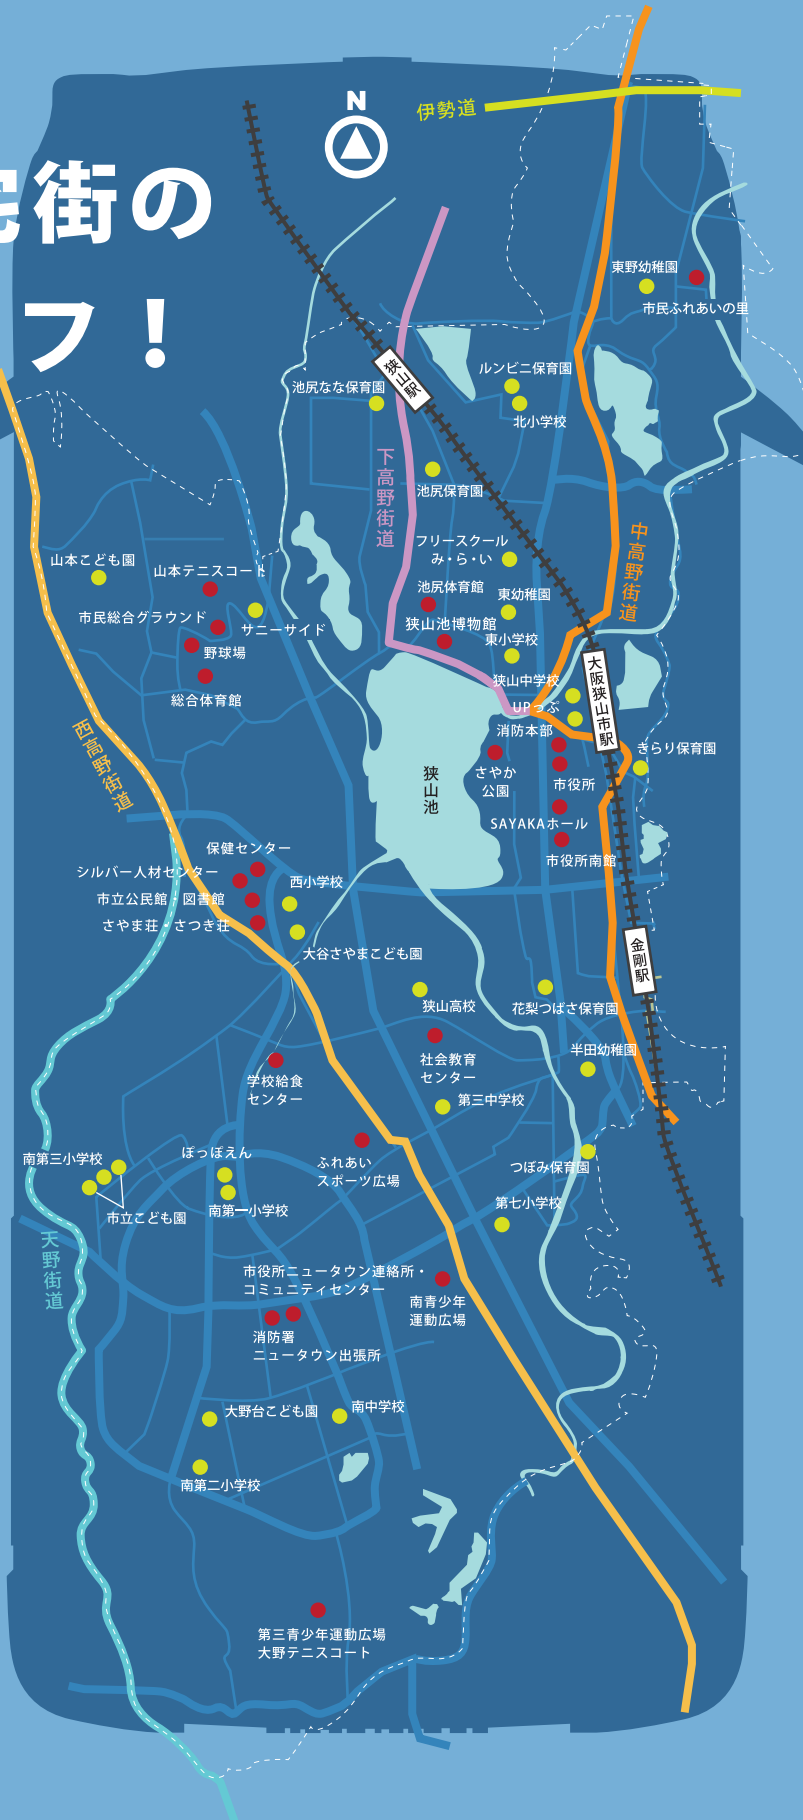 N
伊勢道
宅街の
フ！
東野幼稚園
市民ふれあいの里
狭山駅
ルンビニ保育園
池尻なな保育園
北小学校
下高野街道
池尻保育園
中高野街道
フリースクール
み・ら・い
山本こども園
山本テニスコート
池尻体育館
東幼稚園
市民総合グラウンド
サニーサイド
狭山池博物館
東小学校
野球場
大阪狭山市駅
狭山中学校
総合体育館
UPっぷ
消防本部
西高野街道
きらり保育園
狭山池
さやか
公園
市役所
SAYAKAホール
保健センター
市役所南館
シルバー人材センター
西小学校
市立公民館・図書館
さやま荘・さつき荘
金剛駅
大谷さやまこども園
狭山高校
花梨つばさ保育園
社会教育
センター
半田幼稚園
学校給食
センター
第三中学校
南第三小学校
ぽっぽえん
ふれあい
スポーツ広場
つぼみ保育園
市立こども園
南第一小学校
第七小学校
天野街道
市役所ニュータウン連絡所・
コミュニティセンター
南青少年
運動広場
消防署
ニュータウン出張所
大野台こども園
南中学校
南第二小学校
第三青少年運動広場
大野テニスコート